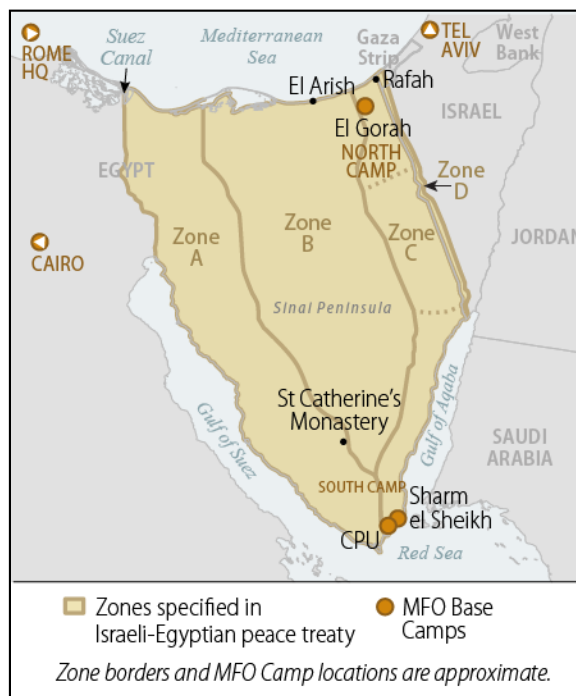 ROME
HQ
Suez
Canal
Mediterranean
Sea
Gaza
Strip
TEL
AVIV
West
Bank
El Arish
Rafah
ISRAEL
El Gorah
NORTH
CAMP
EGYPT
Zone
D
JORDAN
Zone
A
Zone
B
Zone
C
CAIRO
Sinai Peninsula
St Catherine's
Monastery
Gulf of Suez
Gulf of Aqaba
SAUDI
ARABIA
SOUTH CAMP
Sharm
el Sheikh
CPU
Red Sea
Zones specified in
Israeli-Egyptian peace treaty
MFO Base
Camps
Zone borders and MFO Camp locations are approximate.